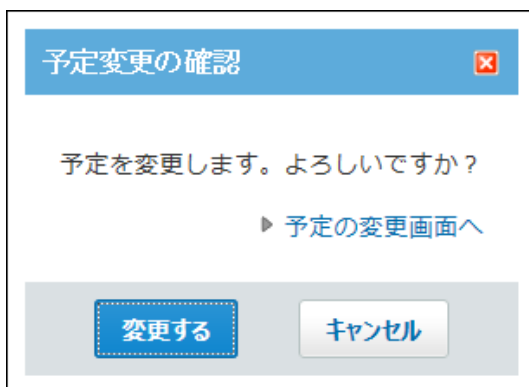 予定変更の確認
予定を変更します。よろしいですか？
予定の変更画面へ
変更する
キャンセル